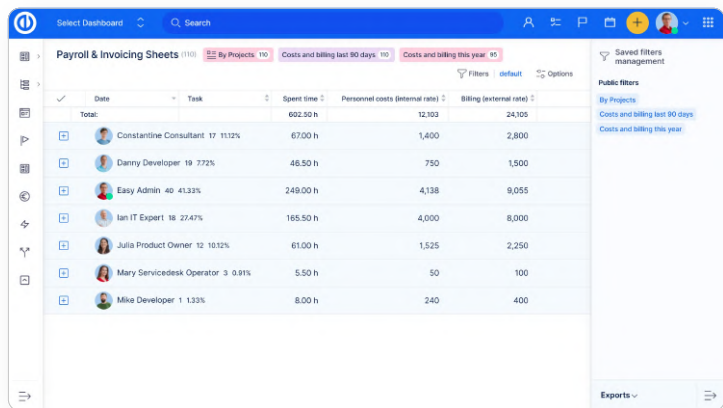 Select Dashboard
Search
Payroll & Invoicing Sheets (110) By Projects 110 Costs and billing last 90 days 110 Costs and billing this year 95
Filters default Options
Date Task Spent time Personnel costs (internal rate) Billing (external rate)
Total: 602.50 h 12,103 24,105
Constantine Consultant 17 11.12% 67.00 h 1,400 2,800
Danny Developer 19 7.72% 46.50 h 750 1,500
Easy Admin 40 41.33% 249.00 h 4,138 9,055
Ian IT Expert 18 27.47% 165.50 h 4,000 8,000
Julia Product Owner 12 10.12% 61.00 h 1,525 2,250
Mary Servicedesk Operator 3 0.91% 5.50 h 50 100
Mike Developer 1 1.33% 8.00 h 240 400
Saved filters
management
Public filters
By Projects
Costs and billing last 90 days
Costs and billing this year
Exports